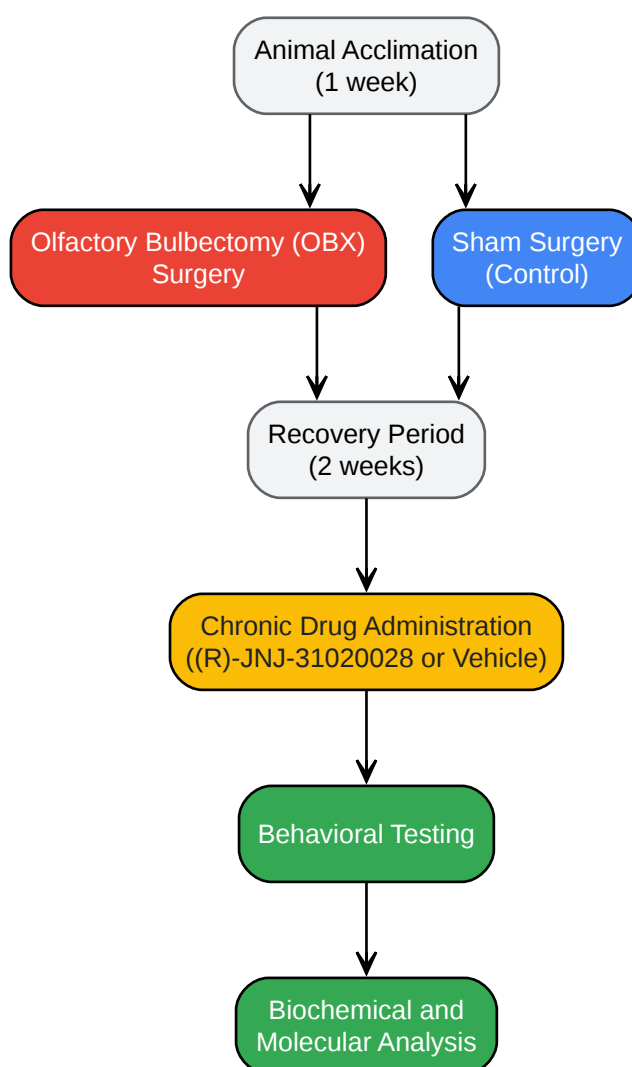 Animal Acclimation
(1 week)
Olfactory Bulbectomy (OBX)
Surgery
Sham Surgery
(Control)
Recovery Period
(2 weeks)
Chronic Drug Administration
((R)-JNJ-31020028 or Vehicle)
Behavioral Testing
Biochemical and
Molecular Analysis